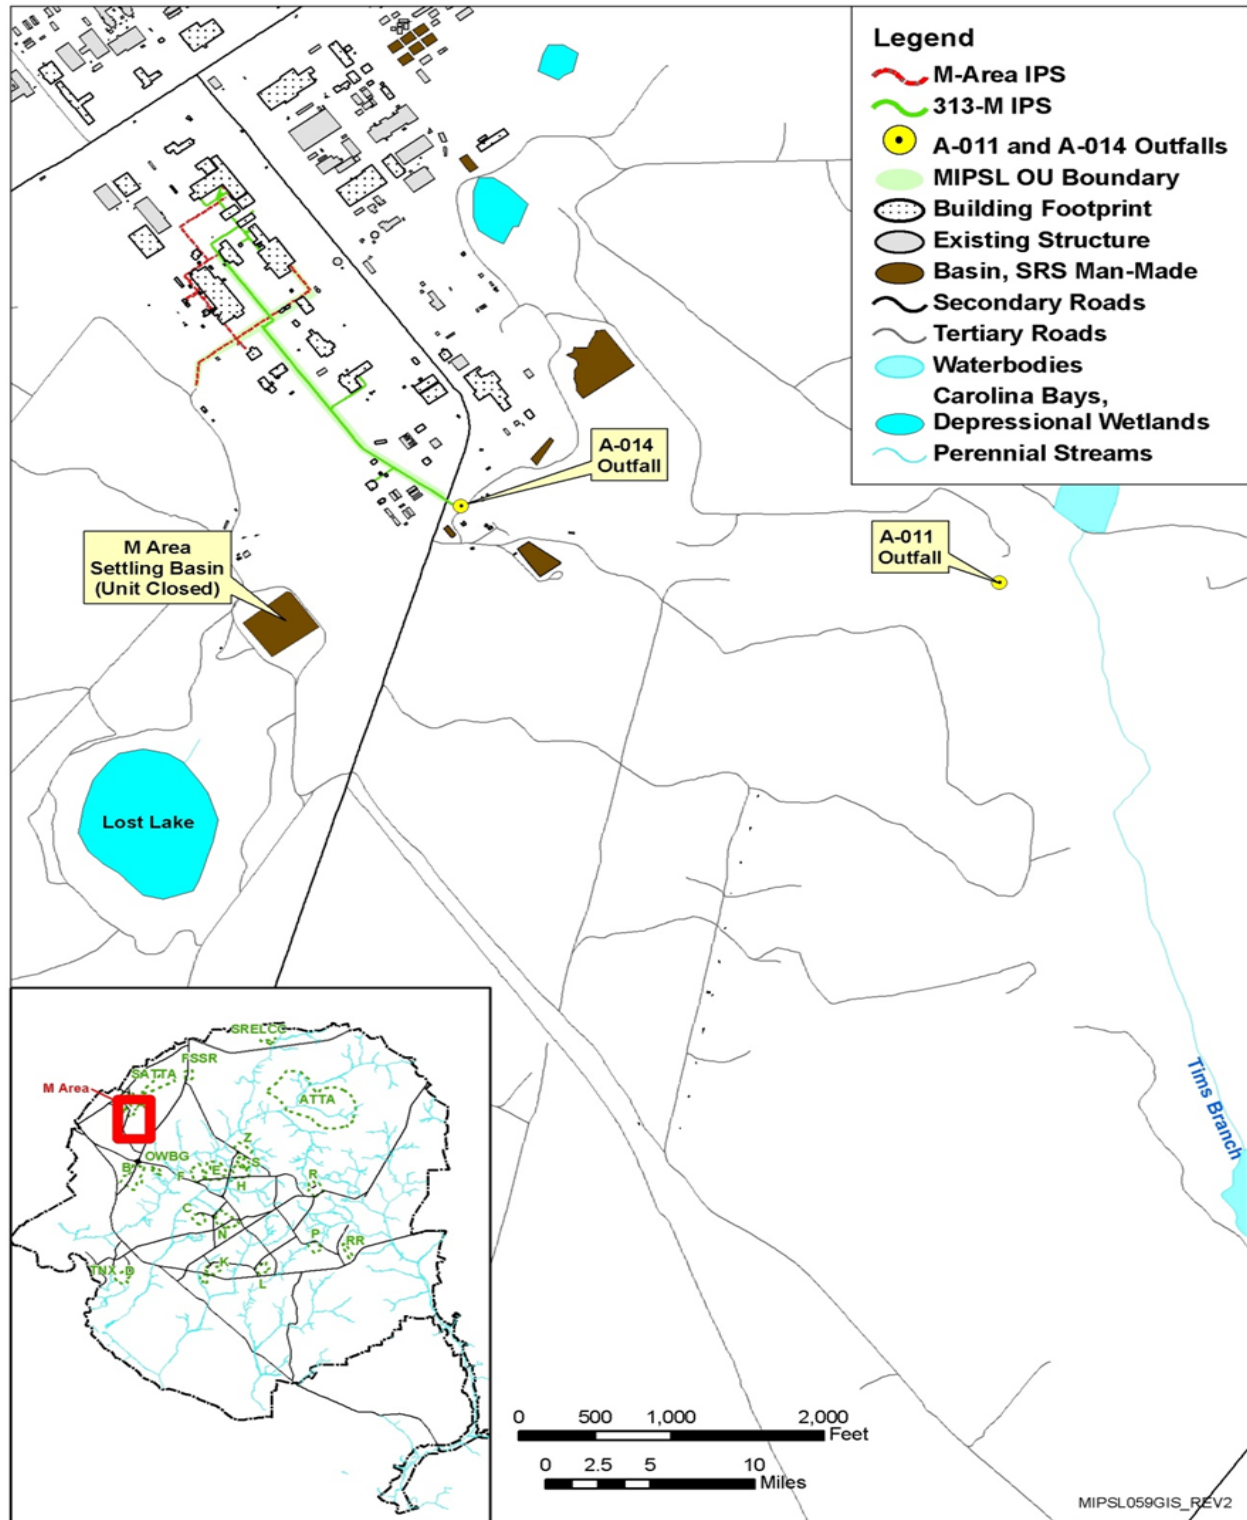 Legend
M-Area IPS
313-M IPS
A-011 and A-014 Outfalls
MIPSL OU Boundary
Building Footprint
Existing Structure
Basin, SRS Man-Made
Secondary Roads
Tertiary Roads
Waterbodies
Carolina Bays,
Depressional Wetlands
Perennial Streams
A-014
Outfall
A-011
Outfall
M Area
Settling Basin
(Unit Closed)
Lost Lake
Tims Branch
SRELCC
FSSR
SATTA
M Area
ATTA
Z
OWBG
B
F
E
S
H
R
C
N
P
RR
K
L
TNX
D
0 500 1,000 2,000
Feet
0 2.5 5 10
Miles
MIPSL059GIS_REV2